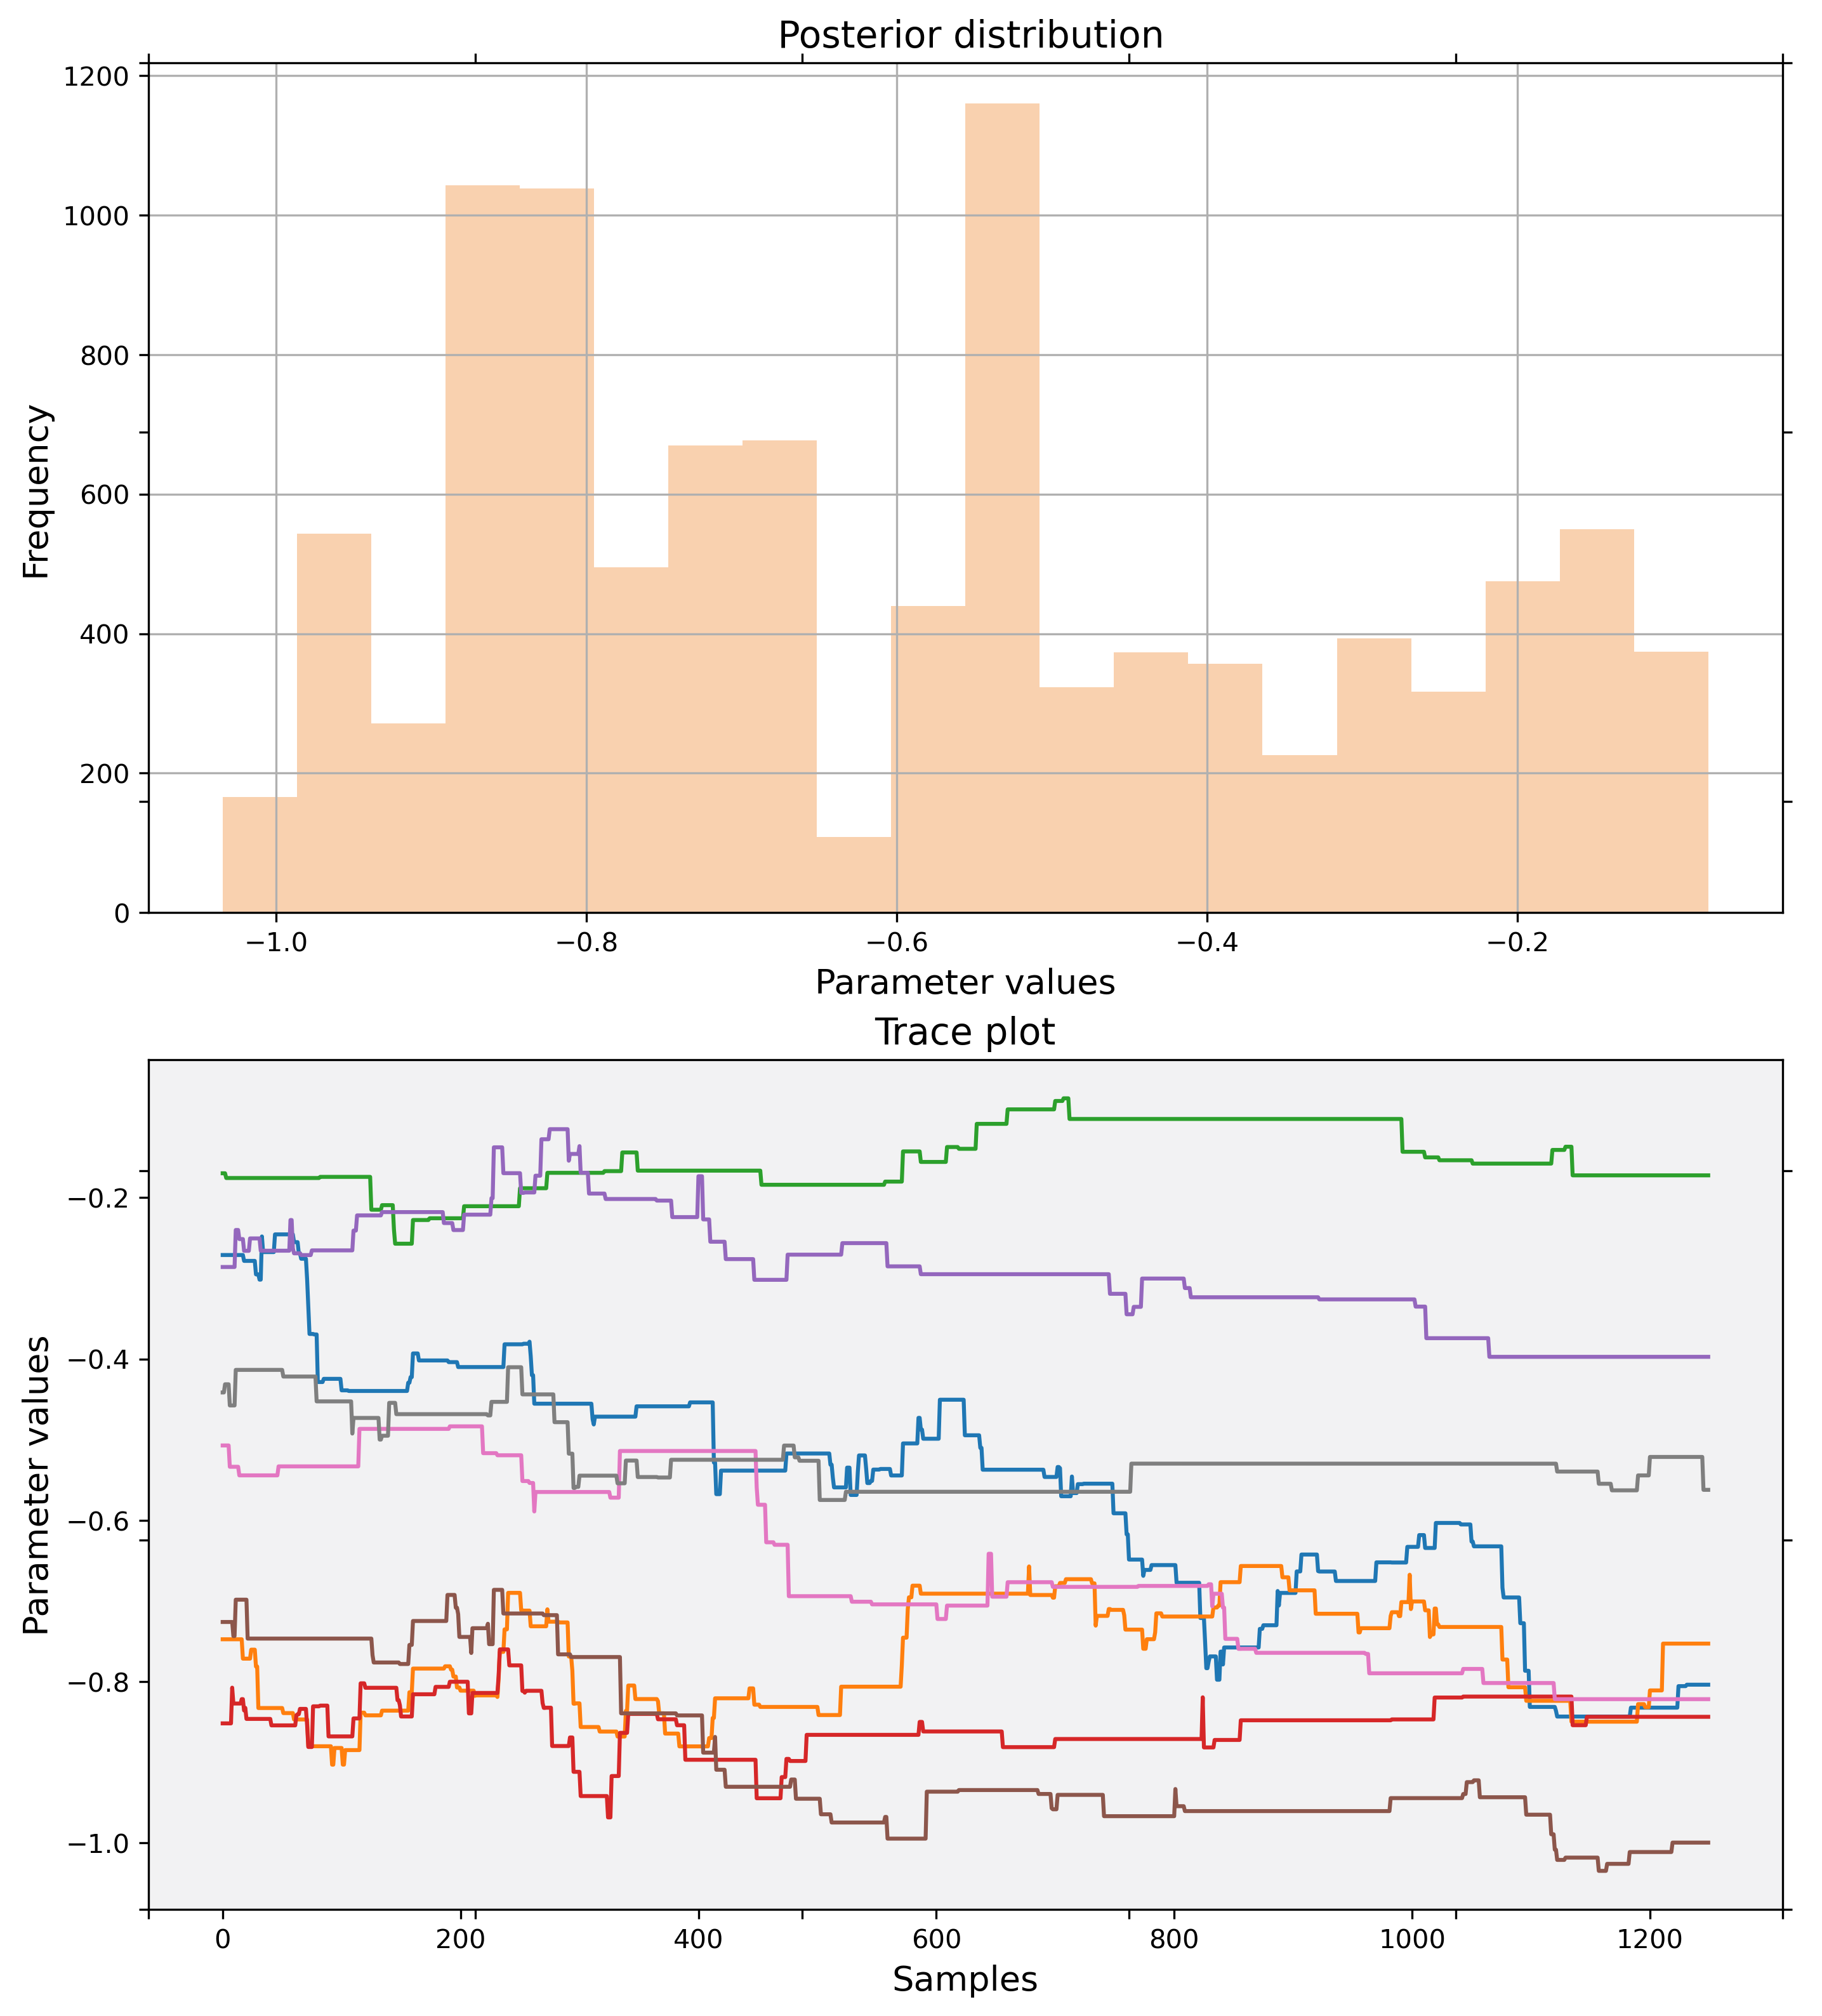 Posterior distribution
1200
1000
800
600
400
200
0
Frequency
−1.0 −0.8 −0.6 −0.4 −0.2
Parameter values
Trace plot
−0.2
−0.4
−0.6
−0.8
−1.0
Parameter values
0 200 400 600 800 1000 1200
Samples